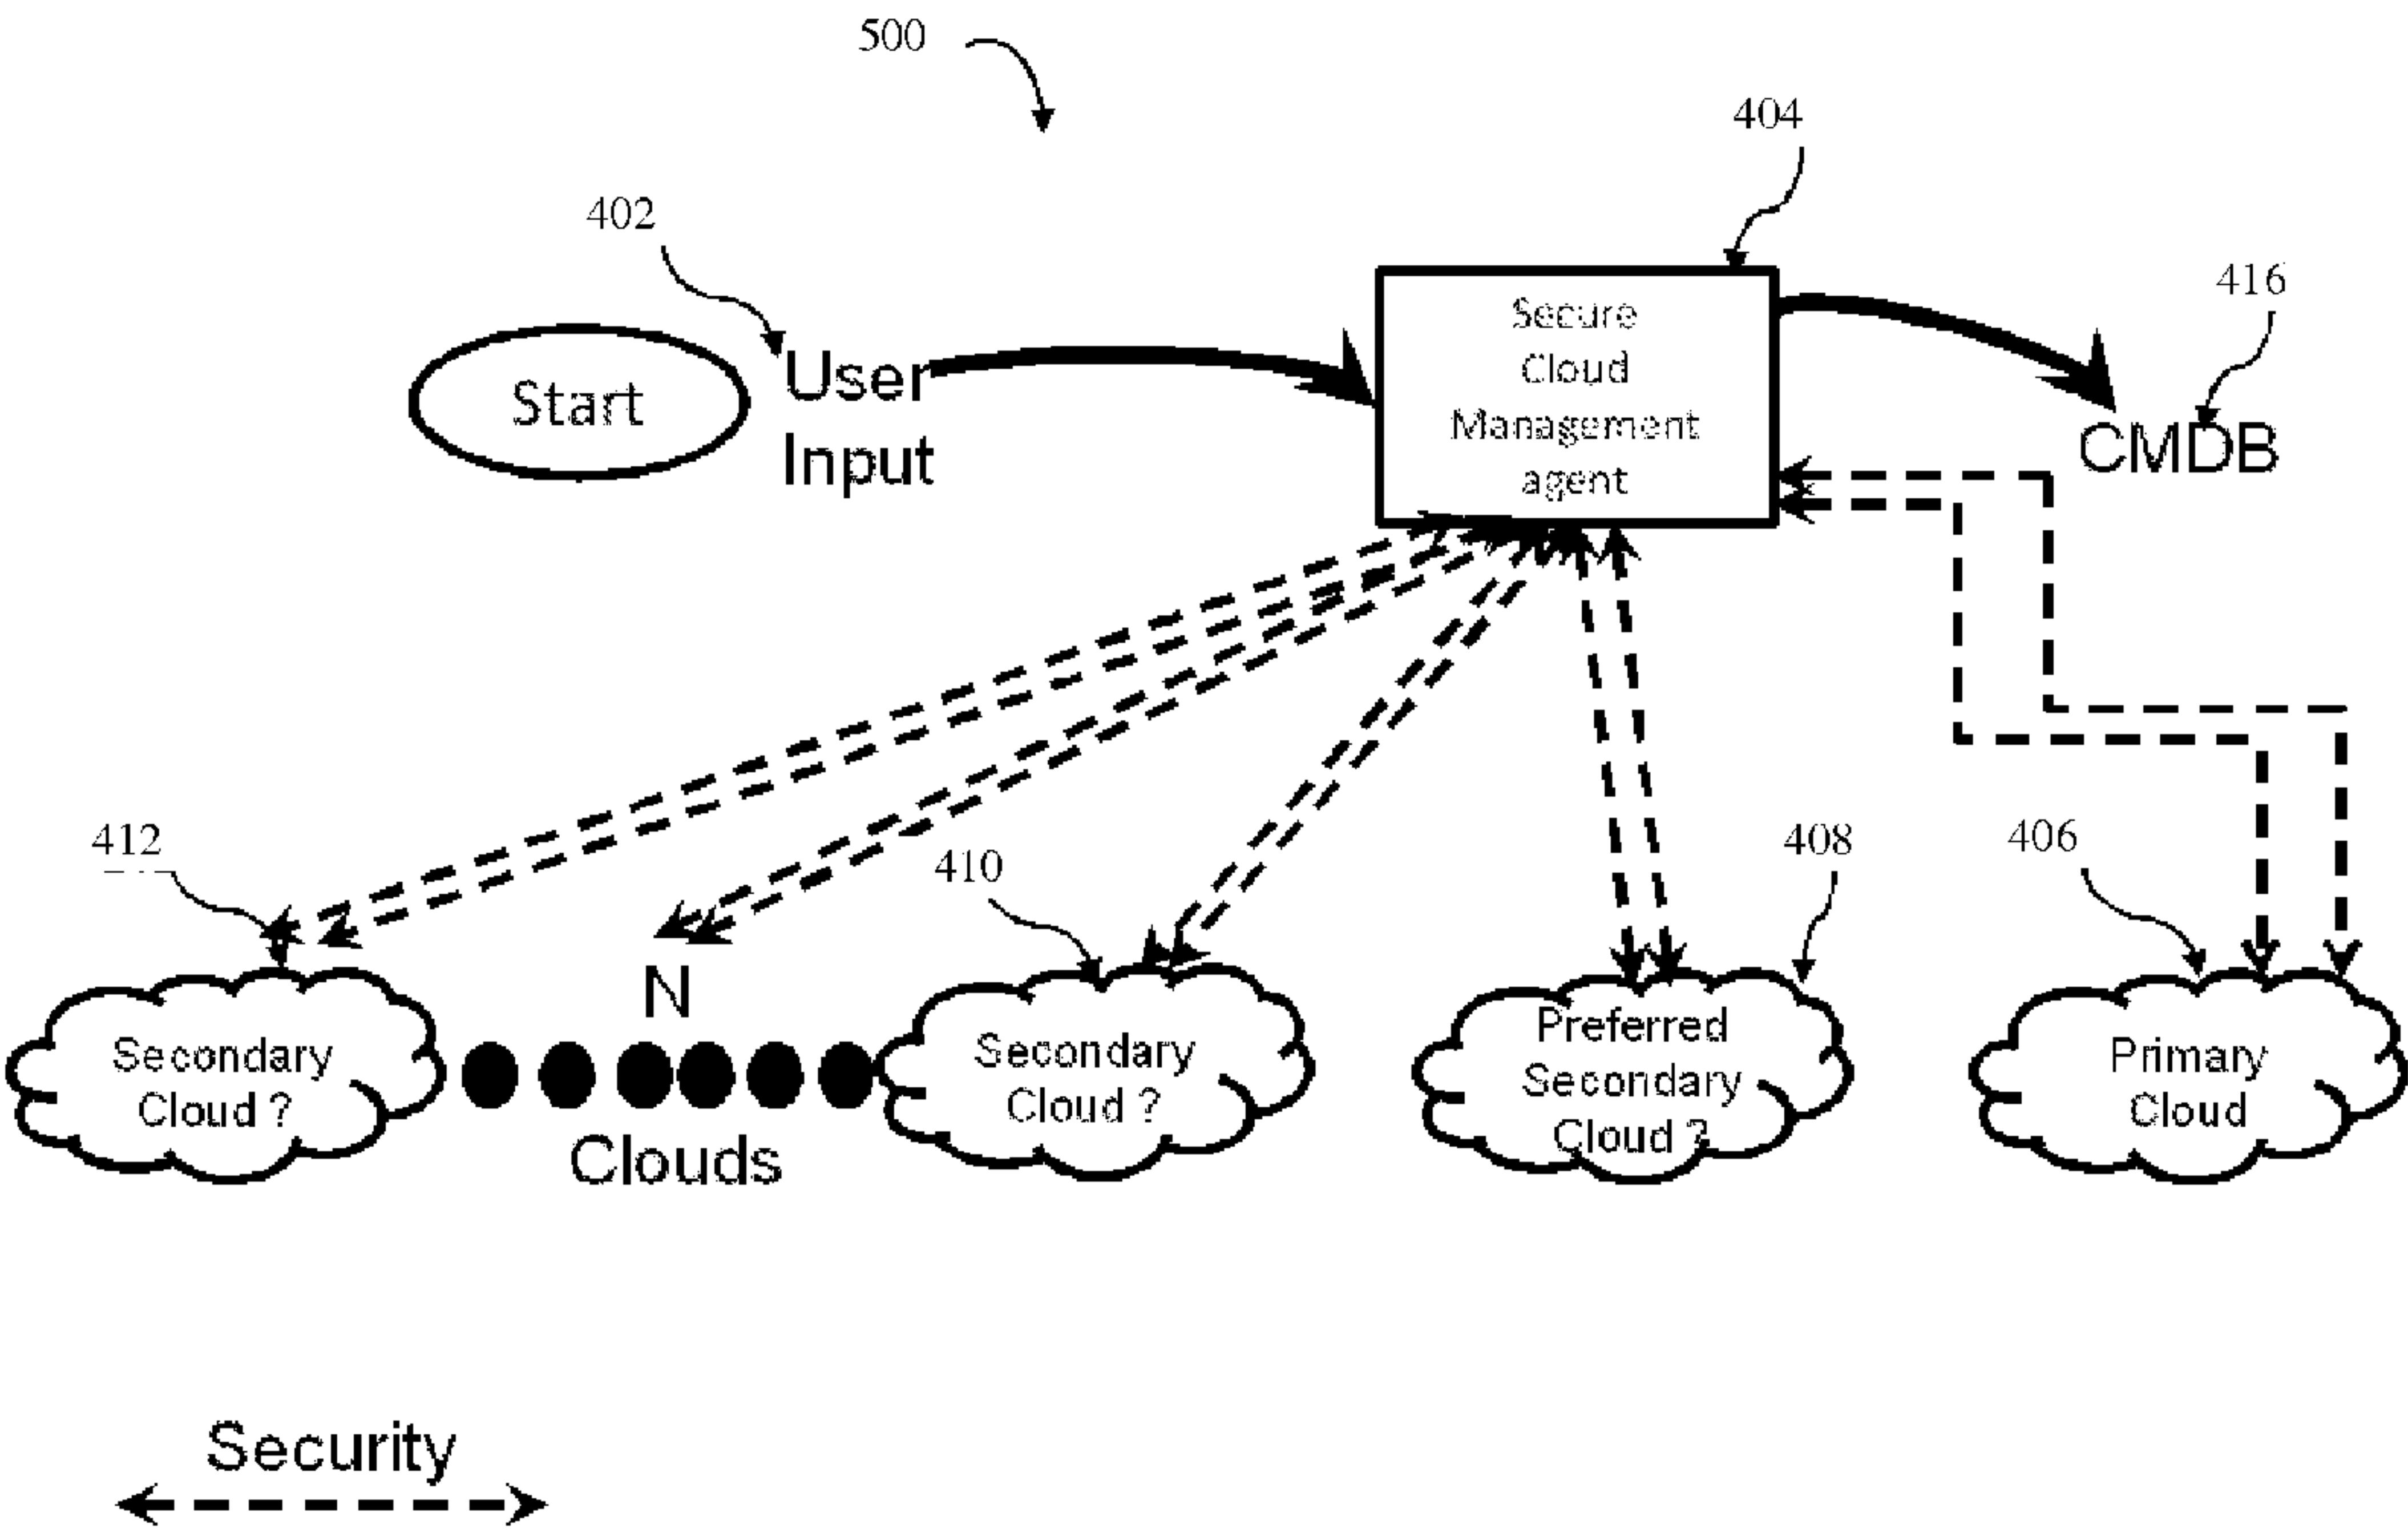 500
404
402
416
Start
User
Input
Secure
Cloud
Management
agent
CMDB
412
410
408
406
N
Clouds
Secondary
Cloud ?
Secondary
Cloud ?
Preferred
Secondary
Cloud ?
Primary
Cloud
Security